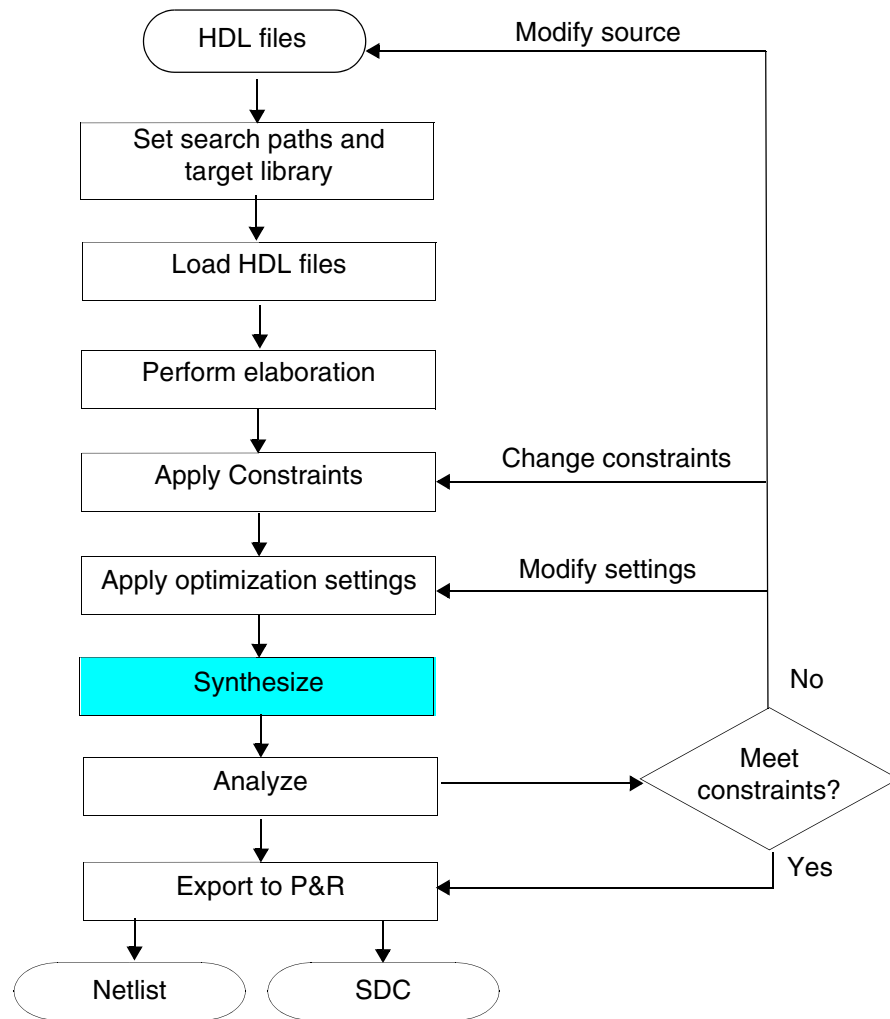 HDL files
Modify source
Set search paths and
target library
Load HDL files
Perform elaboration
Apply Constraints
Change constraints
Apply optimization settings
Modify settings
Synthesize
No
Analyze
Meet
constraints?
Export to P&R
Yes
Netlist
SDC